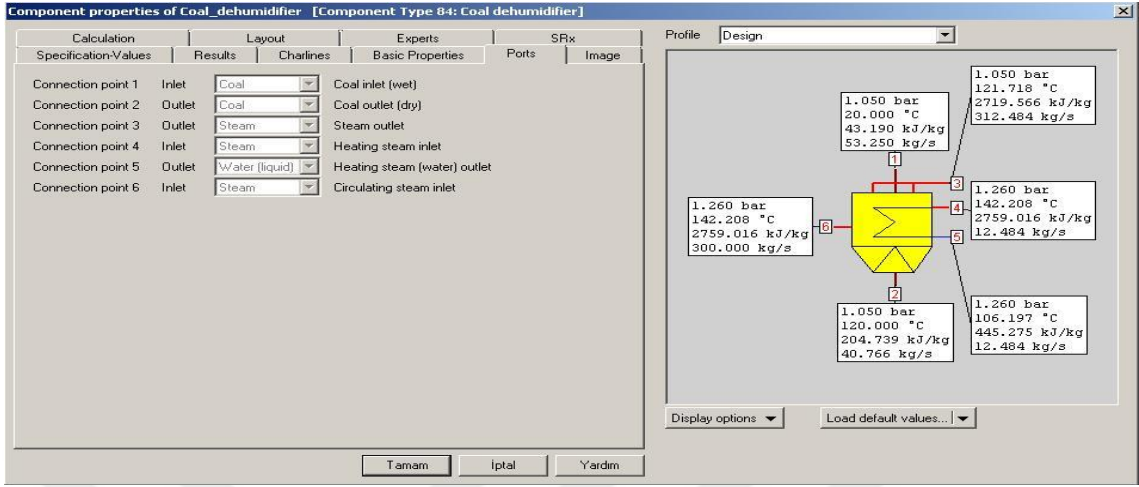 Component properties of Coal_dehumidifier [Component Type 84: Coal dehumidifier]
Calculation Layout Experts SRx
Specification-Values Results Charlines Basic Properties Ports Image
Connection point 1 Inlet Coal Coal inlet (wet)
Connection point 2 Outlet Coal Coal outlet (dry)
Connection point 3 Outlet Steam Steam outlet
Connection point 4 Inlet Steam Heating steam inlet
Connection point 5 Outlet Water (liquid) Heating steam (water) outlet
Connection point 6 Inlet Steam Circulating steam inlet
Tamam İptal Yardım
Profile Design
1.050 bar
121.718 °C
2719.566 kJ/kg
312.484 kg/s
1.050 bar
20.000 °C
43.190 kJ/kg
53.250 kg/s
1
3
1.260 bar
142.208 °C
2759.016 kJ/kg
12.484 kg/s
4
1.260 bar
142.208 °C
2759.016 kJ/kg
300.000 kg/s
6
5
2
1.050 bar
120.000 °C
204.739 kJ/kg
40.766 kg/s
1.260 bar
106.197 °C
445.275 kJ/kg
12.484 kg/s
Display options Load default values...